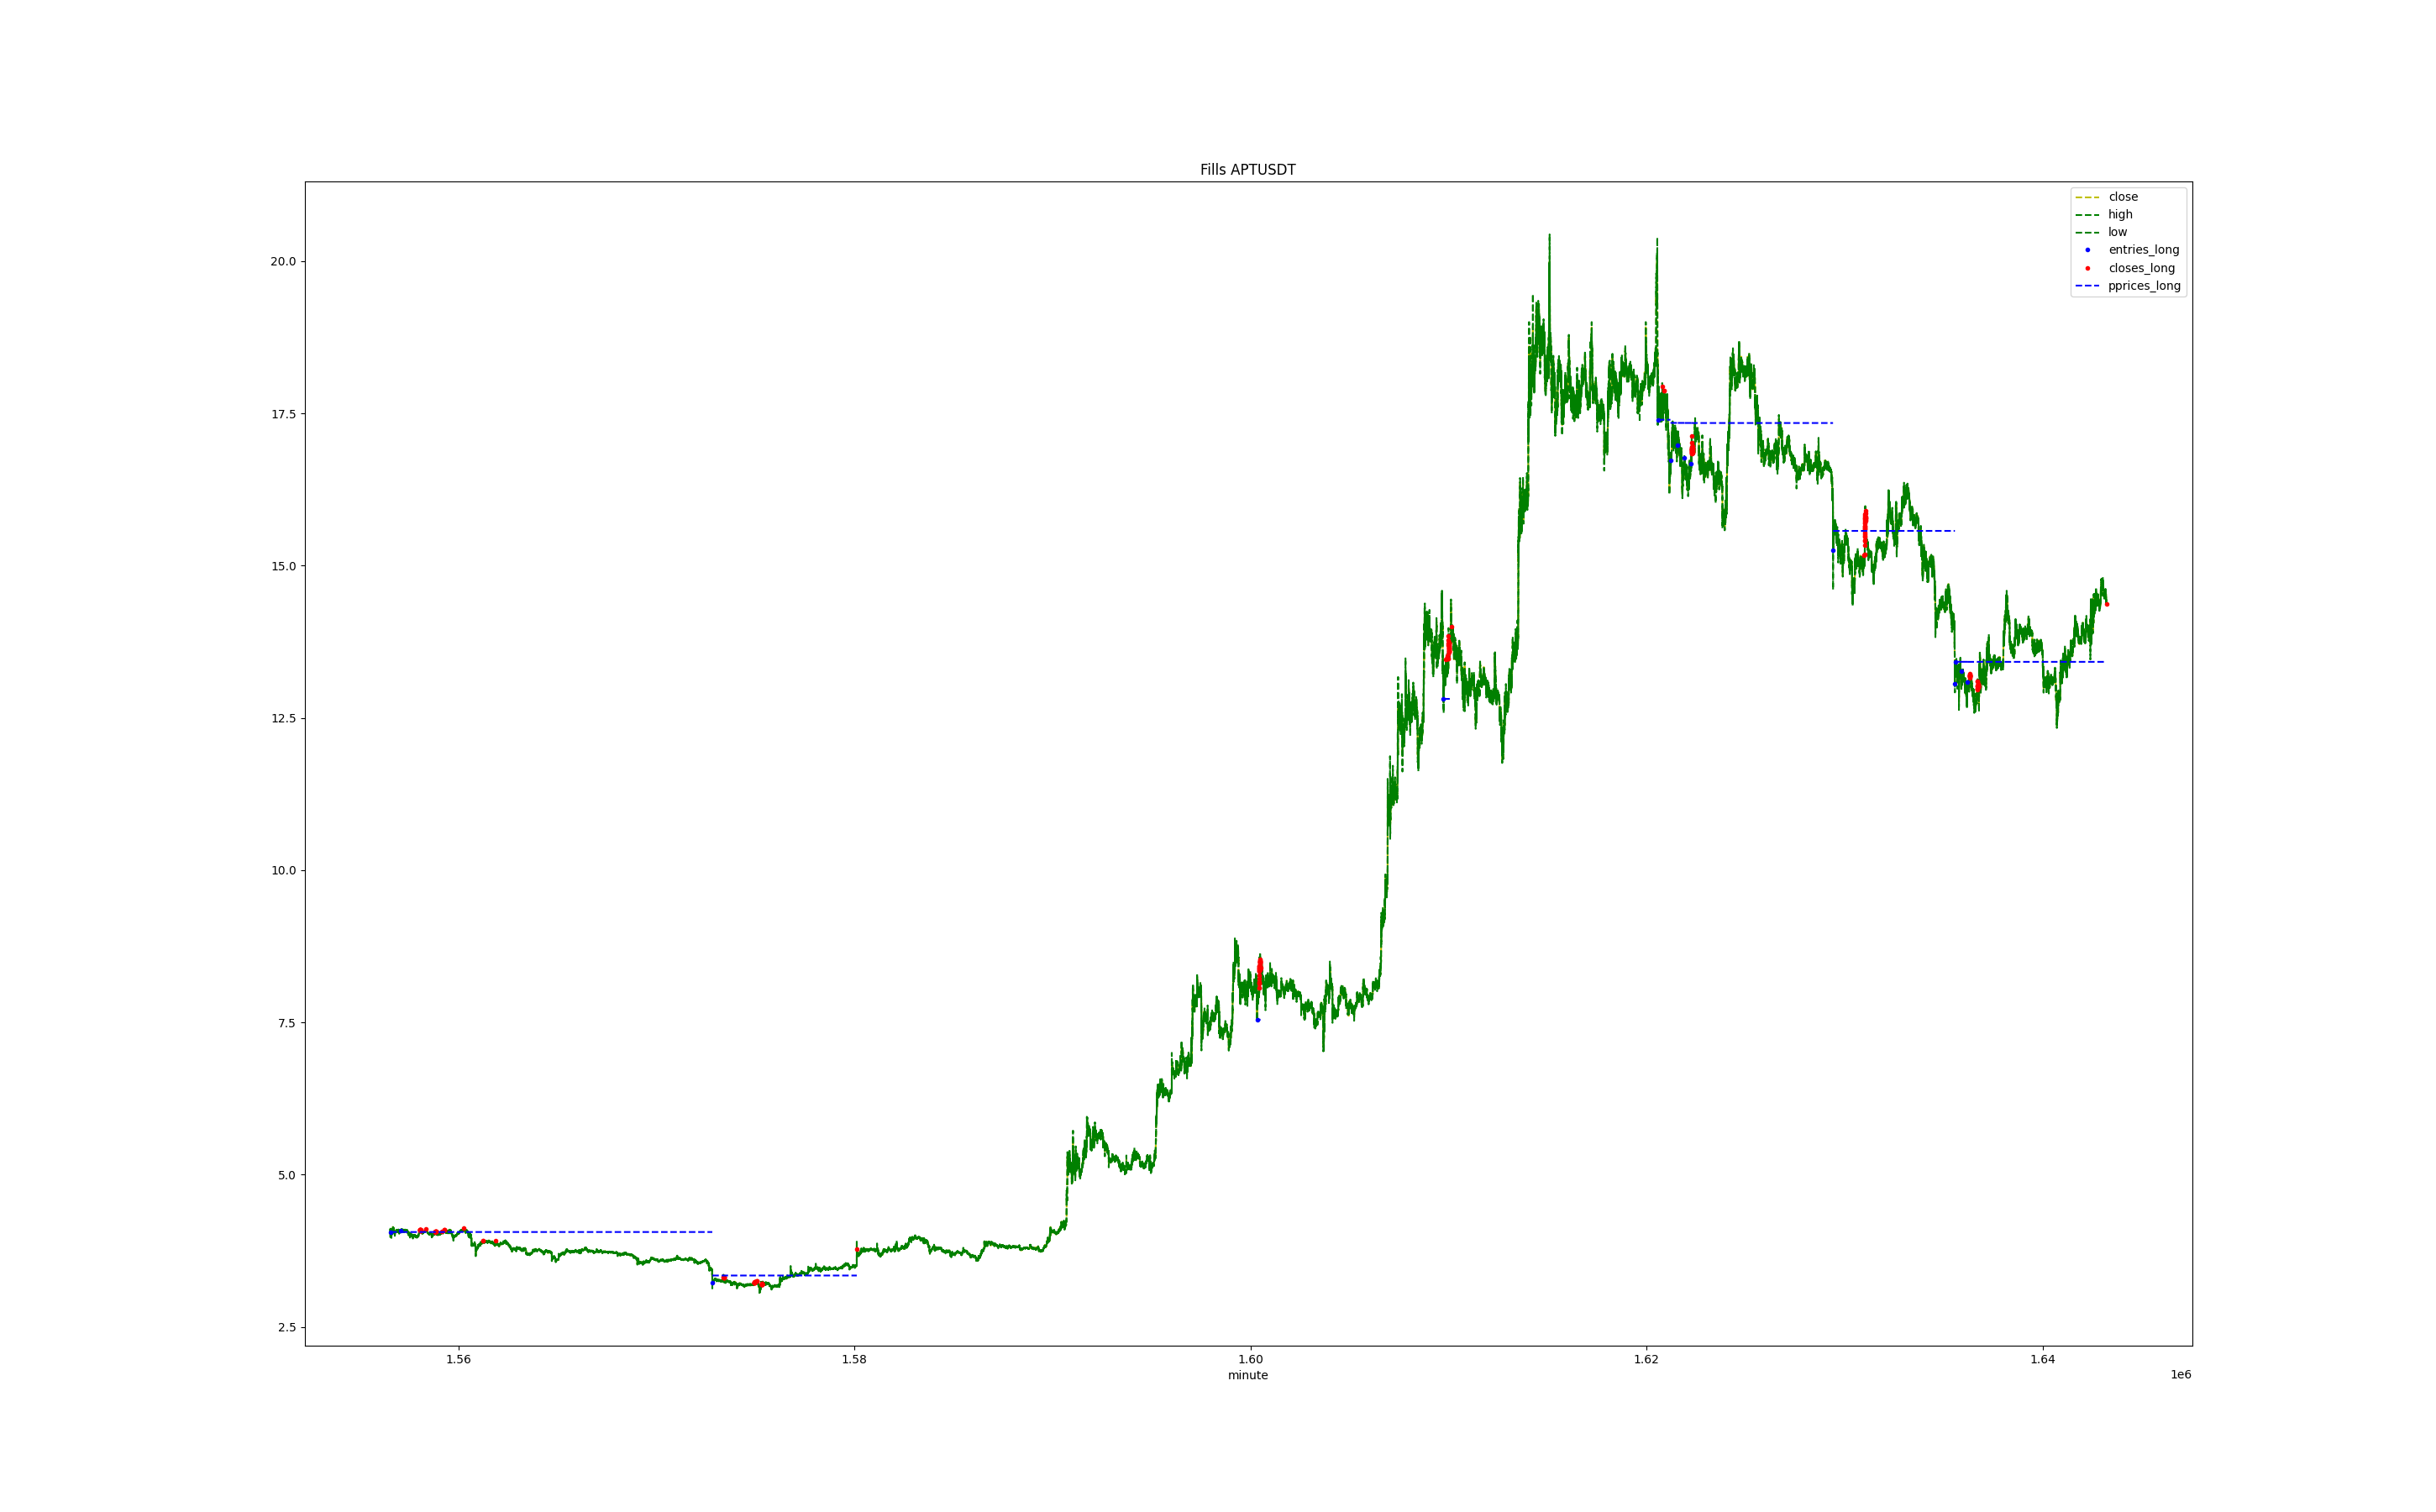 Fills APTUSDT
close
high
low
entries_long
closes_long
pprices_long
20.0
17.5
15.0
12.5
10.0
7.5
5.0
2.5
1.56 1.58 1.60 1.62 1.64
minute
1e6